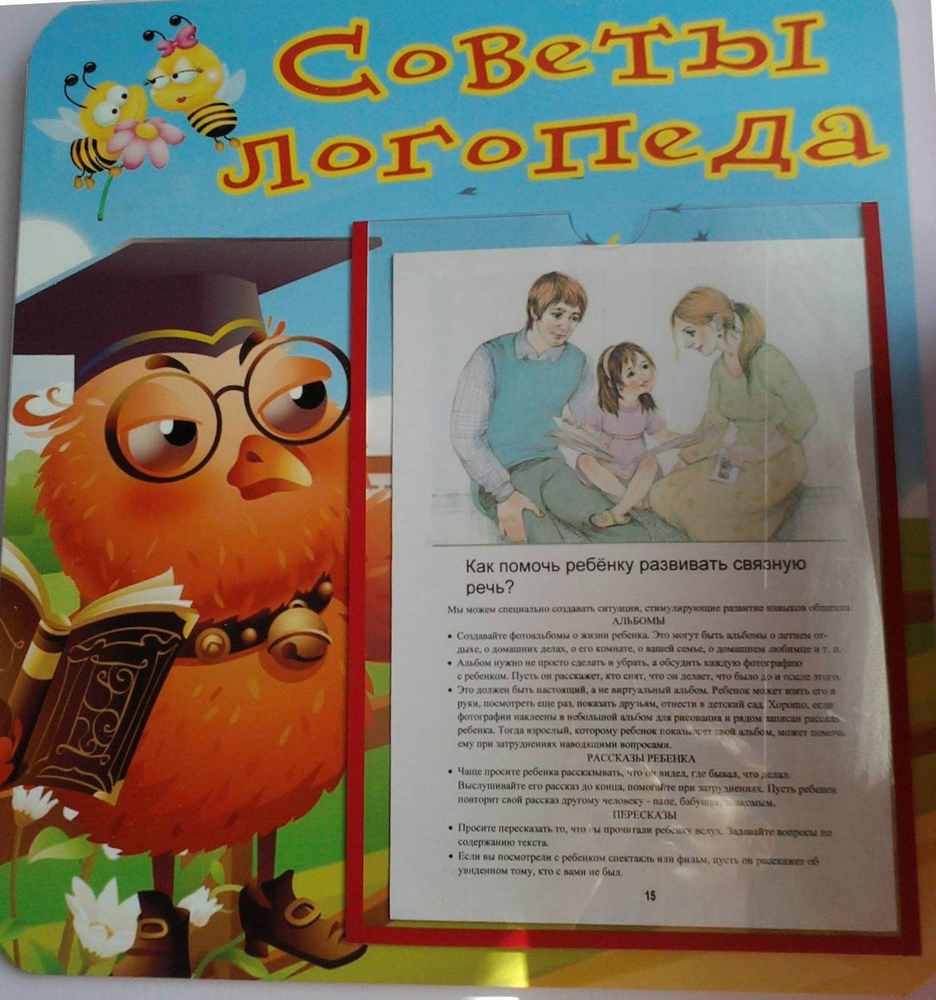 Советы
логопеда
Как помочь ребёнку развивать связную
речь?
Мы можем специально создавать ситуации, стимулирующие развитие навыков общения.
АЛЬБОМЫ
• Создавайте фотоальбомы о жизни ребенка. Это могут быть альбомы о летнем от-
дыхе, о домашних делах, о его комнате, о вашей семье, о домашнем любимце и т. п.
• Альбом нужно не просто сделать и убрать, а обсудить каждую фотографию
с ребенком. Пусть он расскажет, кто снят, что он делает, что было до и после этого.
• Это должен быть настоящий, а не виртуальный альбом. Ребенок может взять его в
руки, посмотреть еще раз, показать друзьям, отнести в детский сад. Хорошо, если
фотографии наклеены в небольшой альбом для рисования и рядом записан рассказ
ребенка. Тогда взрослый, которому ребенок показывает свой альбом, может помочь
ему при затруднениях наводящими вопросами.
РАССКАЗЫ РЕБЕНКА
• Чаще просите ребенка рассказывать, что он видел, где бывал, что делал.
Выслушивайте его рассказ до конца, помогайте при затруднениях. Пусть ребенок
повторит свой рассказ другому человеку - папе, бабушке, знакомым.
ПЕРЕСКАЗЫ
• Просите пересказать то, что вы прочитали ребенку вслух. Задавайте вопросы по
содержанию текста.
• Если вы посмотрели с ребенком спектакль или фильм, пусть он расскажет об
увиденном тому, кто с вами не был.
15